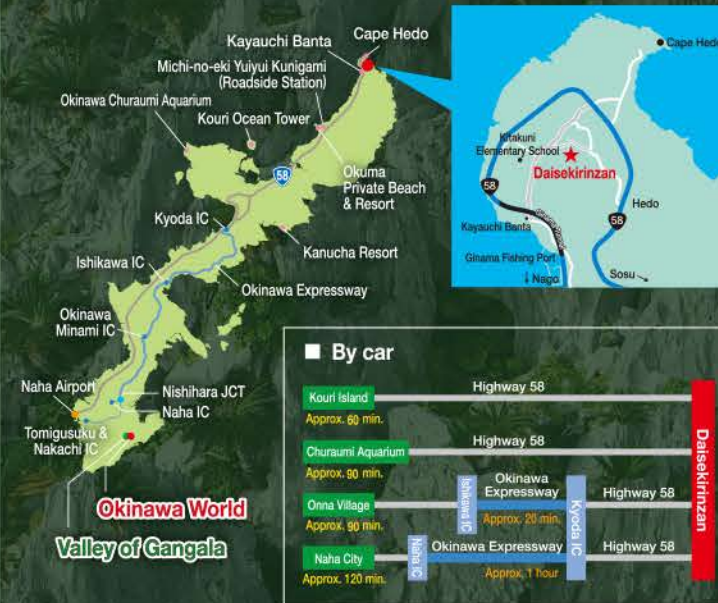 Cape Hedo
Kayauchi Banta
Michi-no-eki Yuiyui Kunigami
(Roadside Station)
Okinawa Churaumi Aquarium
Kouri Ocean Tower
58
Okuma
Private Beach
& Resort
Kyoda IC
Kanucha Resort
Ishikawa IC
Okinawa Expressway
Okinawa
Minami IC
Naha Airport
Nishihara JCT
Naha IC
Tomigusuku &
Nakachi IC
Okinawa World
Valley of Gangala
Cape Hedo
Kitakuni
Elementary School
Daisekirinzan
58
Hedo
58
Kayauchi Banta
Ginama Fishing Port
Nago
Sosu
■ By car
Kouri Island
Highway 58
Approx. 60 min.
Churaumi Aquarium
Highway 58
Approx. 90 min.
Onna Village
Ishikawa IC
Okinawa
Expressway
Approx. 20 min.
Kyoda IC
Highway 58
Approx. 90 min.
Naha City
Naha IC
Okinawa Expressway
Approx. 1 hour
Highway 58
Approx. 120 min.
Daisekirinzan